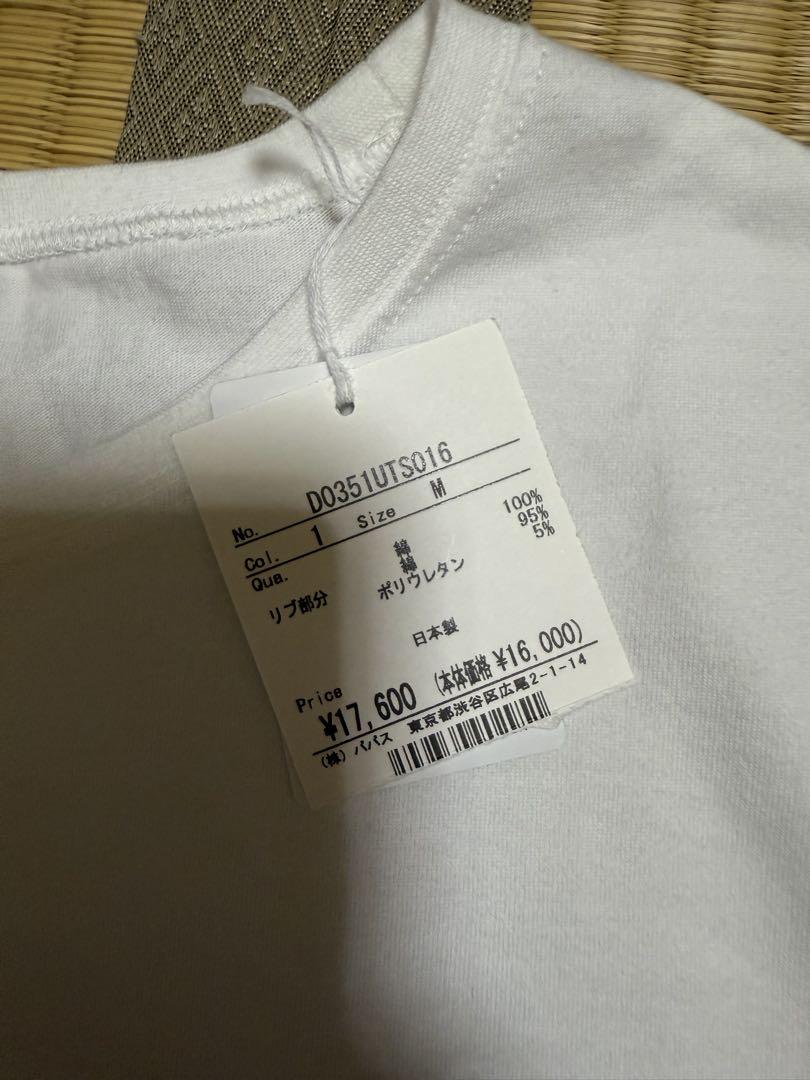 No. D0351UTS016
Col. 1 Size M
Qua. 綿 100%
綿 95%
リブ部分 ポリウレタン 5%
日本製
Price
¥17,600 (本体価格 ¥16,000)
(株) パパス 東京都渋谷区広尾2-1-14